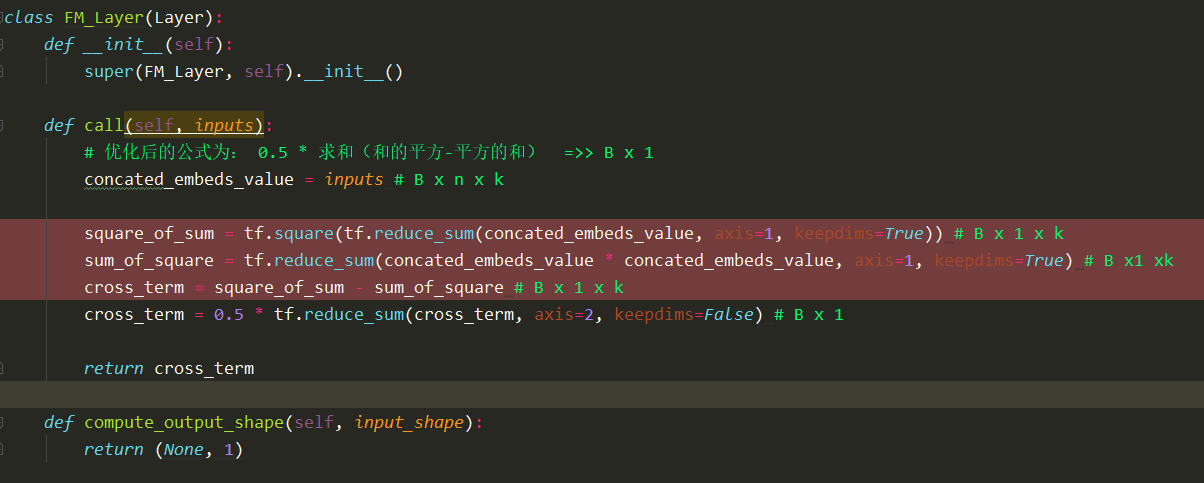 class FM_Layer(Layer):
def __init__(self):
super(FM_Layer, self).__init__()
def call(self, inputs):
# 优化后的公式为: 0.5 * 求和（和的平方-平方的和） =>> B x 1
concated_embeds_value = inputs # B x n x k
square_of_sum = tf.square(tf.reduce_sum(concated_embeds_value, axis=1, keepdims=True)) # B x 1 x k
sum_of_square = tf.reduce_sum(concated_embeds_value * concated_embeds_value, axis=1, keepdims=True) # B x1 xk
cross_term = square_of_sum - sum_of_square # B x 1 x k
cross_term = 0.5 * tf.reduce_sum(cross_term, axis=2, keepdims=False) # B x 1
return cross_term
def compute_output_shape(self, input_shape):
return (None, 1)